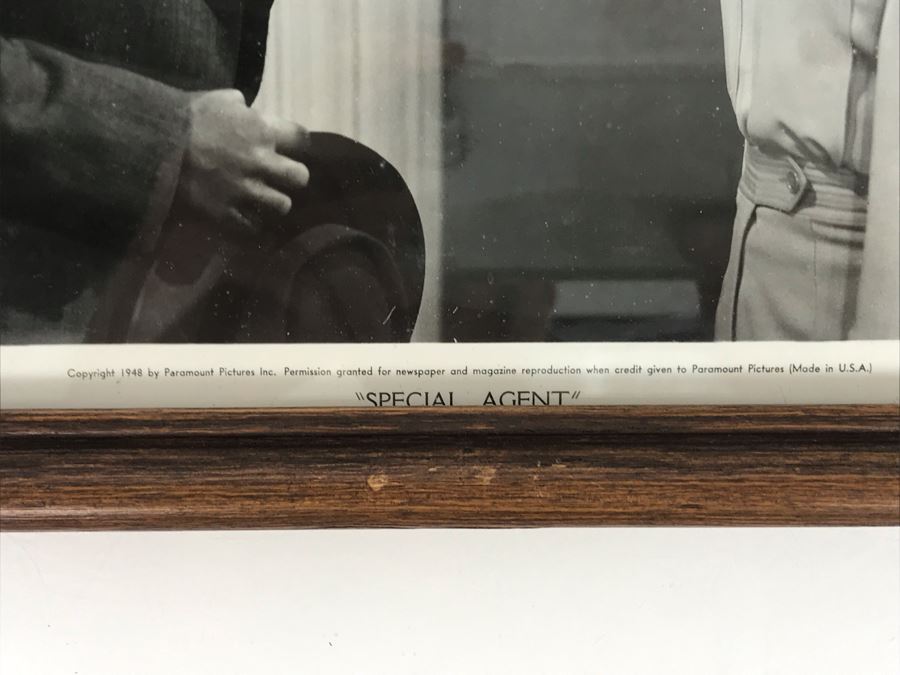 Copyright 1948 by Paramount Pictures Inc. Permission granted for newspaper and magazine reproduction when credit given to Paramount Pictures (Made in U.S.A.)
"SPECIAL AGENT"